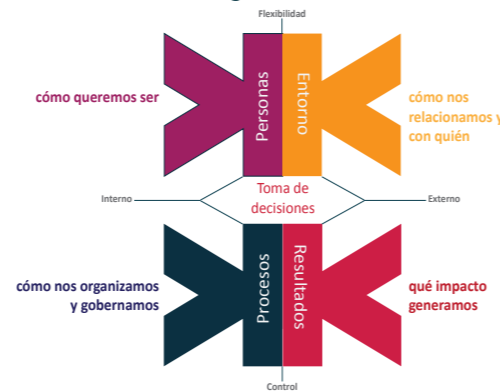 Flexibilidad
cómo queremos ser
Personas
Entorno
cómo nos
relacionamos y
con quién
Interno
Toma de
decisiones
Externo
cómo nos organizamos
y gobernamos
Procesos
Resultados
qué impacto
generamos
Control